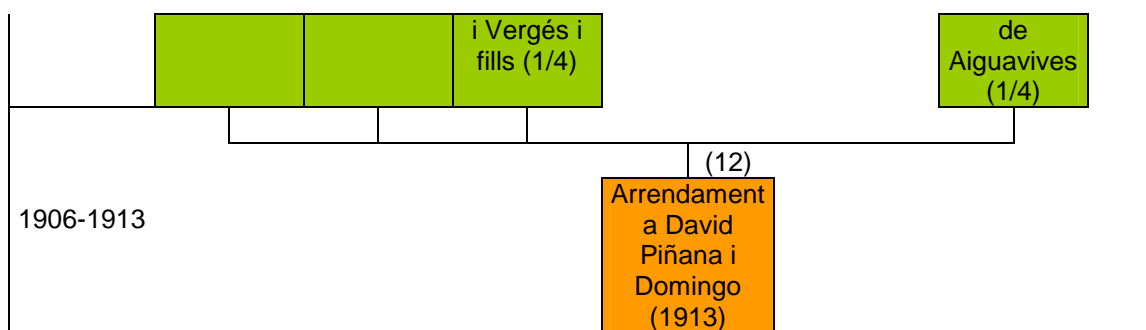 i Vergés i
fills (1/4)
de
Aiguavives
(1/4)
(12)
1906-1913
Arrendament
a David
Piñana i
Domingo
(1913)